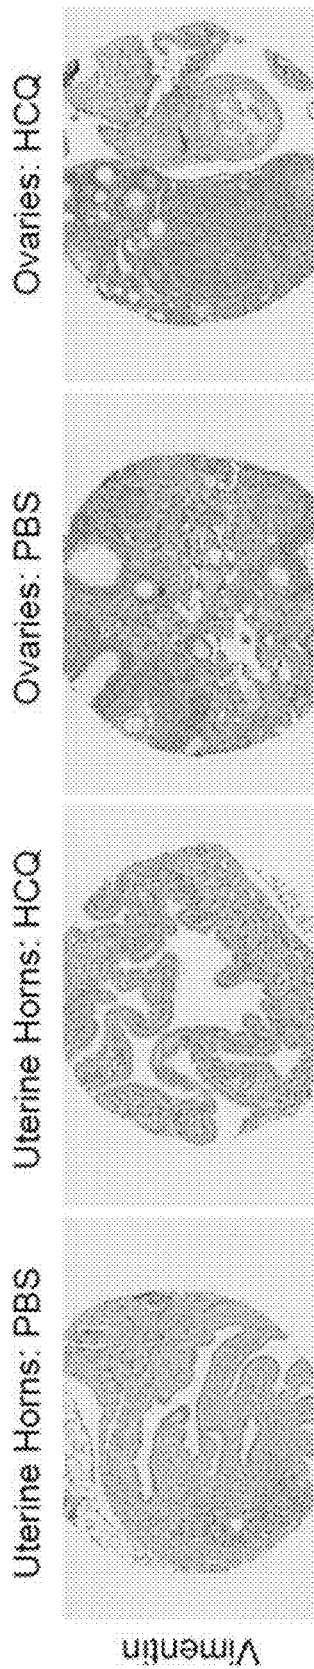 Uterine Horns: PBS
Uterine Horns: HCQ
Ovaries: PBS
Ovaries: HCQ
Vimentin